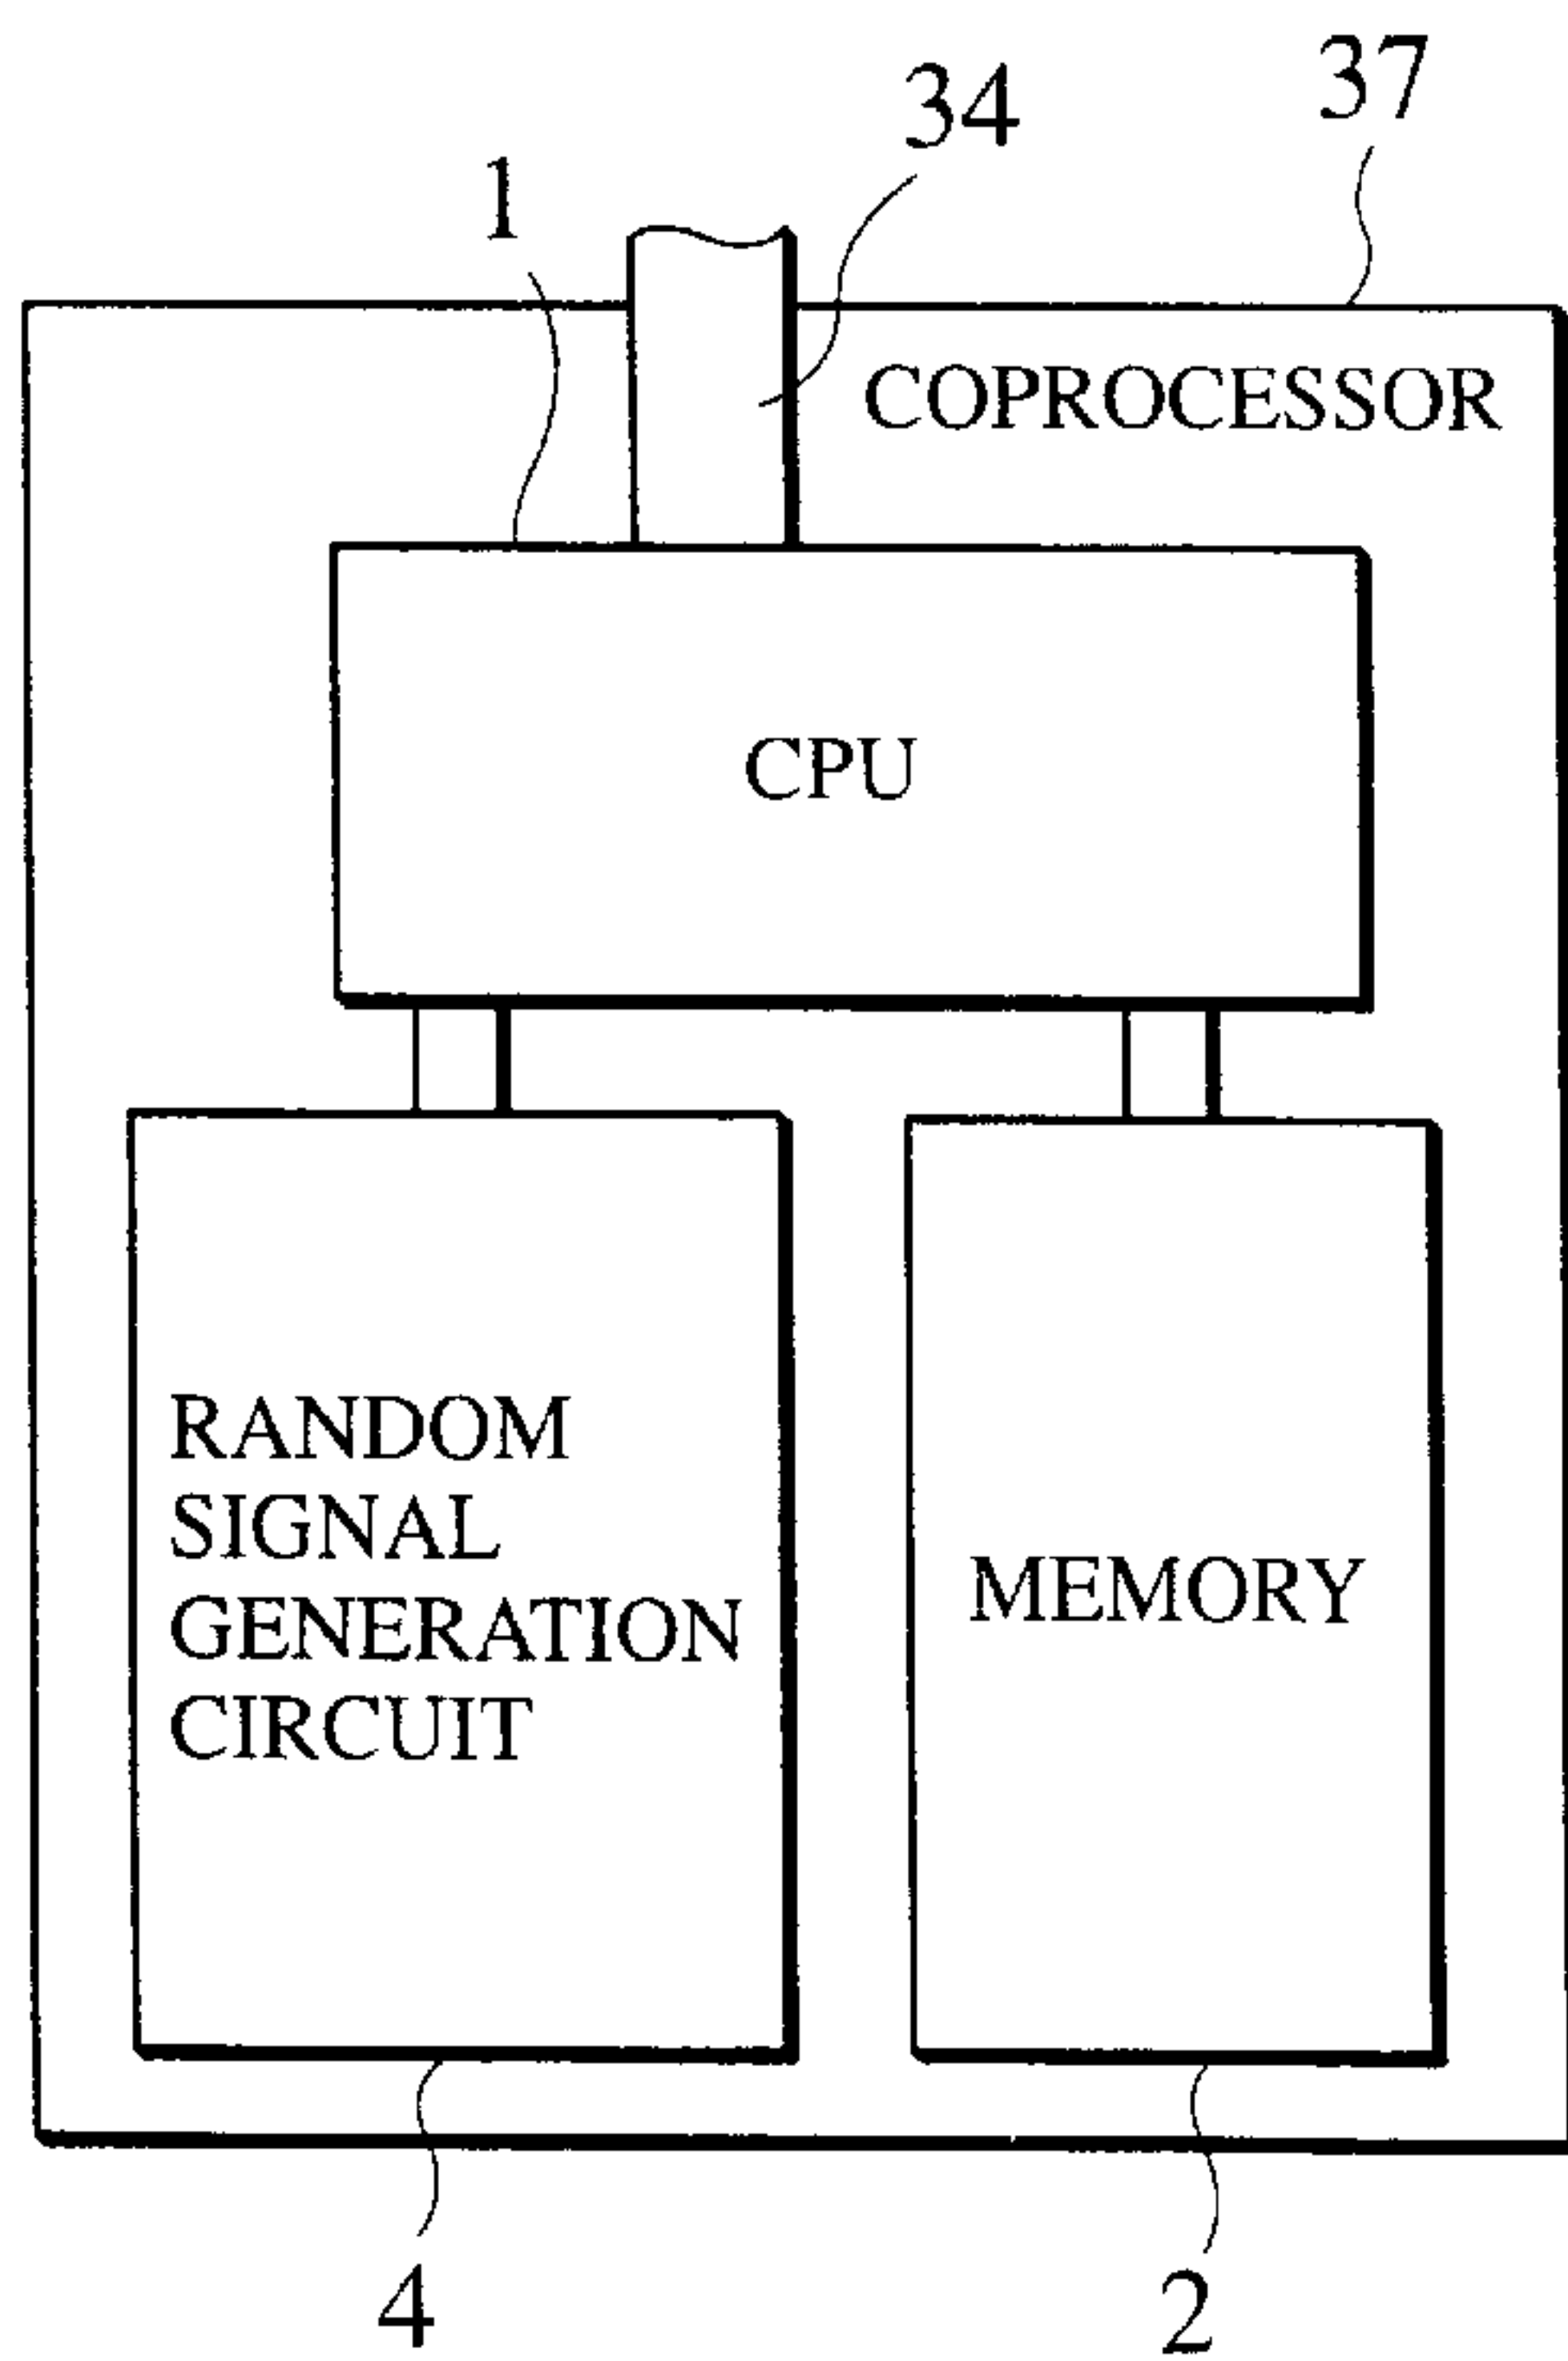 37
34
1
COPROCESSOR
CPU
RANDOM
SIGNAL
GENERATION
CIRCUIT
MEMORY
4
2